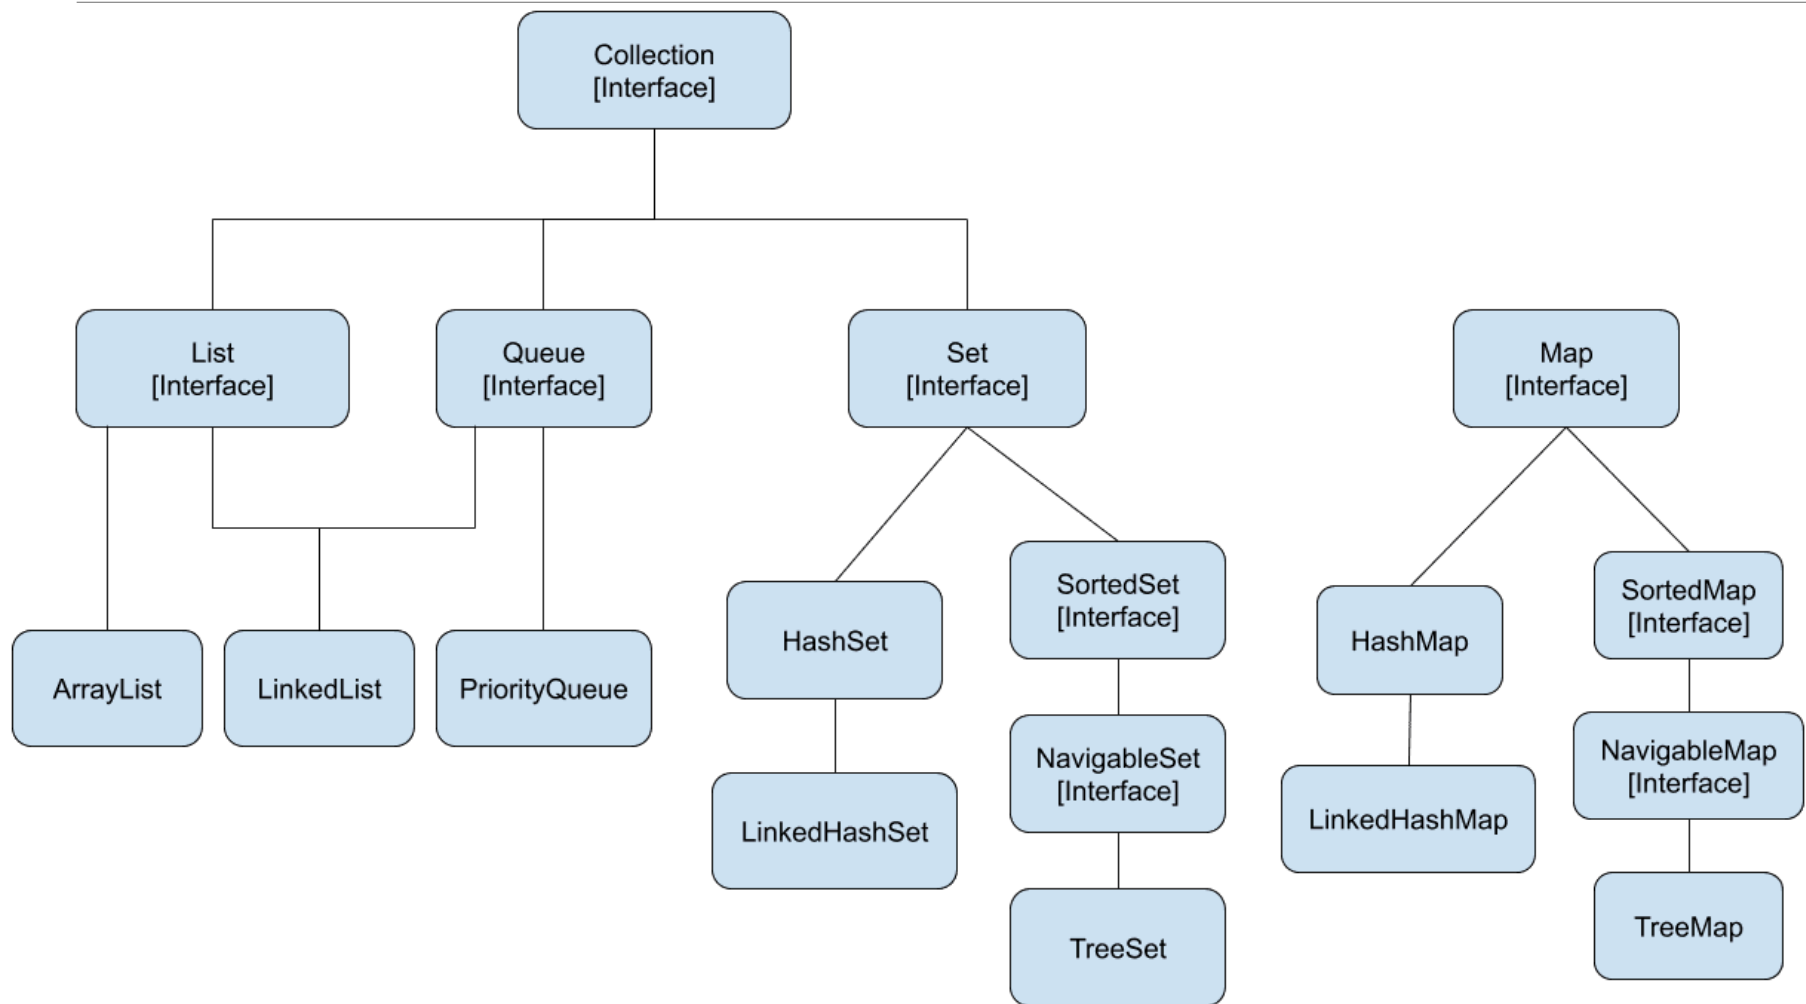 Collection
[Interface]
List
[Interface]
Queue
[Interface]
Set
[Interface]
Map
[Interface]
ArrayList
LinkedList
PriorityQueue
HashSet
LinkedHashSet
SortedSet
[Interface]
NavigableSet
[Interface]
TreeSet
HashMap
LinkedHashMap
SortedMap
[Interface]
NavigableMap
[Interface]
TreeMap